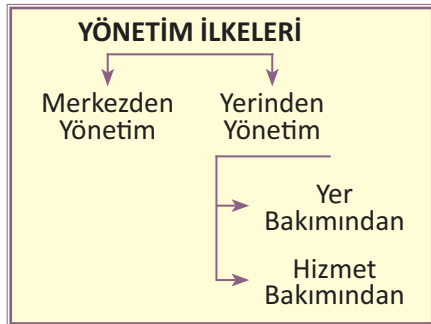 YÖNETİM İLKELERİ
Merkezden
Yönetim
Yerinden
Yönetim
Yer
Bakımından
Hizmet
Bakımından